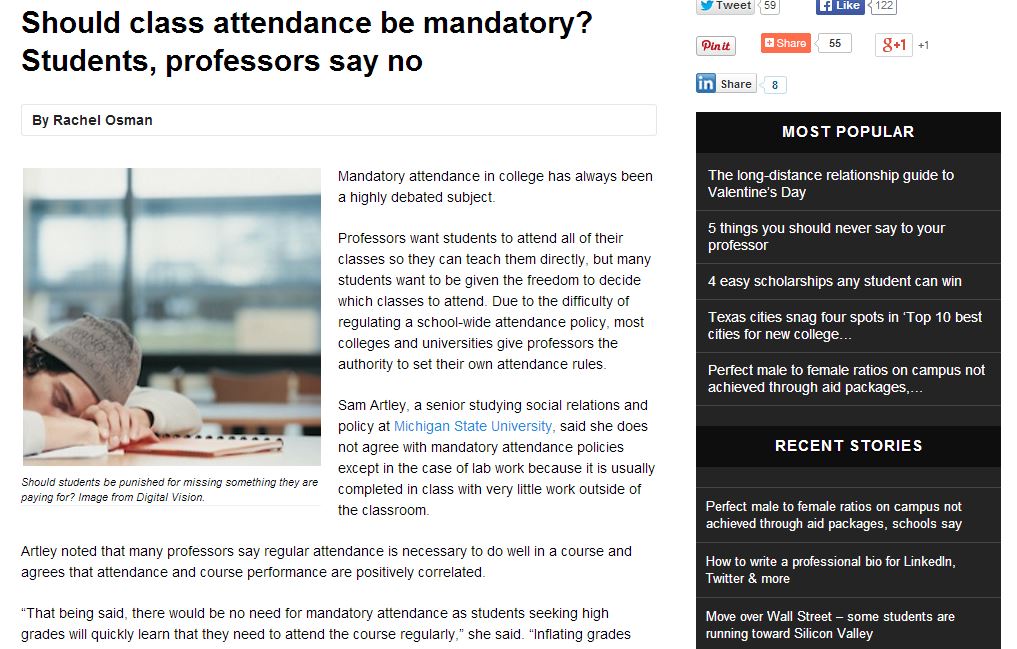 Should class attendance be mandatory?
Students, professors say no
By Rachel Osman
Mandatory attendance in college has always been
a highly debated subject.
Professors want students to attend all of their
classes so they can teach them directly, but many
students want to be given the freedom to decide
which classes to attend. Due to the difficulty of
regulating a school-wide attendance policy, most
colleges and universities give professors the
authority to set their own attendance rules.
Sam Artley, a senior studying social relations and
policy at Michigan State University, said she does
not agree with mandatory attendance policies
except in the case of lab work because it is usually
completed in class with very little work outside of
the classroom.
Should students be punished for missing something they are
paying for? Image from Digital Vision.
Artley noted that many professors say regular attendance is necessary to do well in a course and
agrees that attendance and course performance are positively correlated.
“That being said, there would be no need for mandatory attendance as students seeking high
grades will quickly learn that they need to attend the course regularly,” she said. “Inflating grades
Tweet 59
Like 122
Pin it
Share 55
g+1 +1
in Share 8
MOST POPULAR
The long-distance relationship guide to
Valentine’s Day
5 things you should never say to your
professor
4 easy scholarships any student can win
Texas cities snag four spots in ‘Top 10 best
cities for new college…
Perfect male to female ratios on campus not
achieved through aid packages,…
RECENT STORIES
Perfect male to female ratios on campus not
achieved through aid packages, schools say
How to write a professional bio for LinkedIn,
Twitter & more
Move over Wall Street – some students are
running toward Silicon Valley